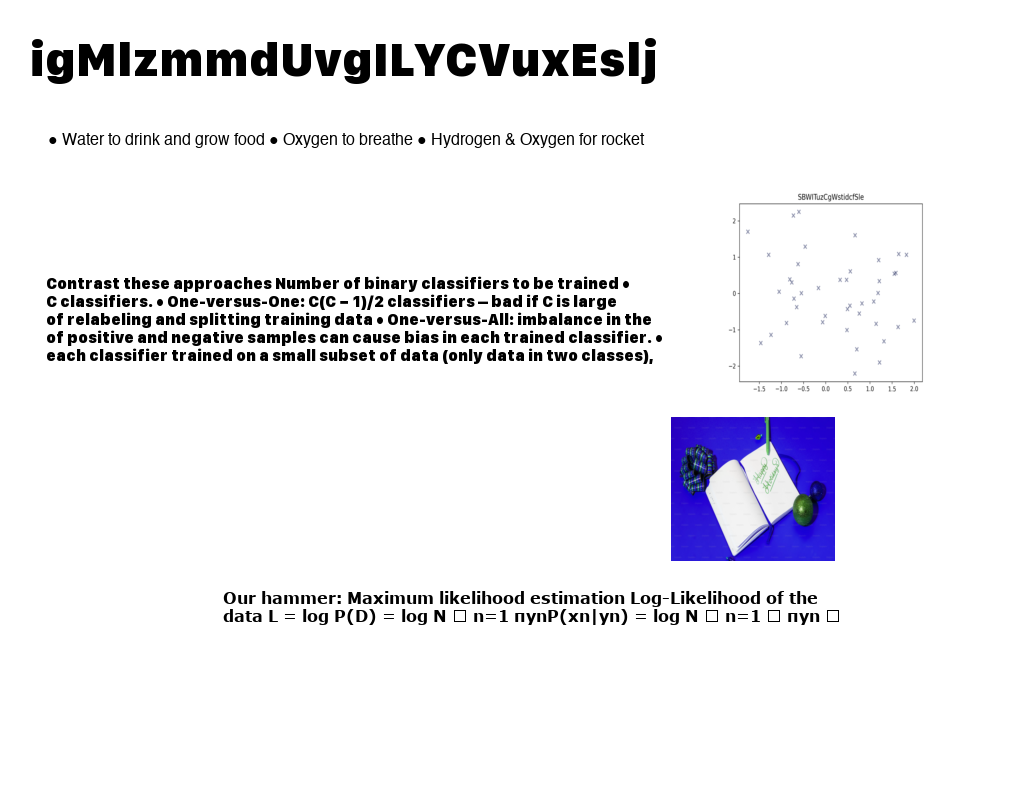 igMlzmmdUvgILYCVuxEslj
● Water to drink and grow food ● Oxygen to breathe ● Hydrogen & Oxygen for rocket
SBWITuzCgWstidcfSle
2
1
0
−1
−2
−1.5 −1.0 −0.5 0.0 0.5 1.0 1.5 2.0
Contrast these approaches Number of binary classifiers to be trained •
C classifiers. • One-versus-One: C(C − 1)/2 classifiers – bad if C is large
of relabeling and splitting training data • One-versus-All: imbalance in the
of positive and negative samples can cause bias in each trained classifier. •
each classifier trained on a small subset of data (only data in two classes),
Happy
Holidays
Our hammer: Maximum likelihood estimation Log-Likelihood of the
data L = log P(D) = log N □ n=1 πynP(xn|yn) = log N □ n=1 □ πyn □